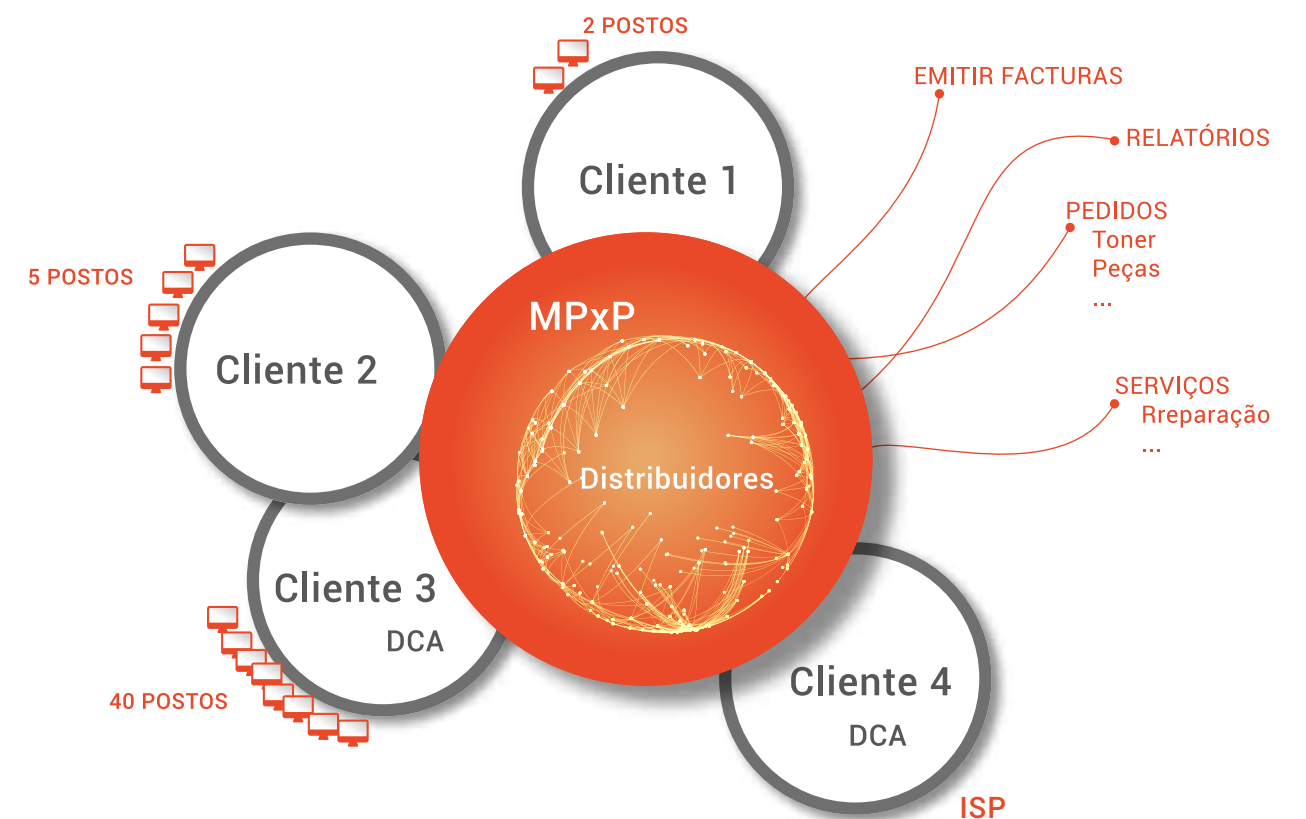 2 POSTOS
EMITIR FACTURAS
RELATÓRIOS
Cliente 1
PEDIDOS
Toner
Peças
...
5 POSTOS
MPxP
Cliente 2
SERVIÇOS
Rreparação
...
Distribuidores
Cliente 3
DCA
40 POSTOS
Cliente 4
DCA
ISP